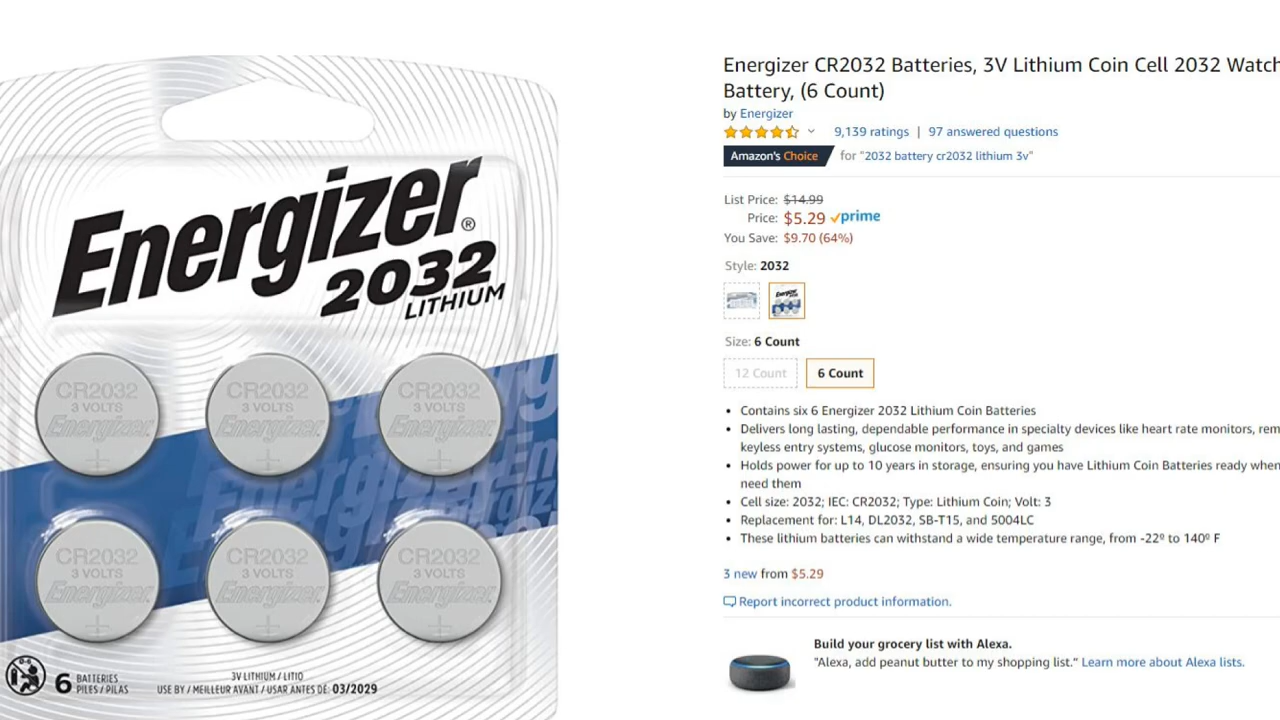 Energizer®
2032
LITHIUM
CR2032
3 VOLTS
Energizer
CR2032
3 VOLTS
Energizer
CR2032
3 VOLTS
Energizer
CR2032
3 VOLTS
Energizer
CR2032
3 VOLTS
Energizer
CR2032
3 VOLTS
Energizer
6 BATTERIES
PILES / PILAS
3V LITHIUM / LITIO
USE BY / MEILLEUR AVANT / USAR ANTES DE: 03/2029
Energizer CR2032 Batteries, 3V Lithium Coin Cell 2032 Watch
Battery, (6 Count)
by Energizer
9,139 ratings | 97 answered questions
Amazon's Choice for "2032 battery cr2032 lithium 3v"
List Price: $14.99
Price: $5.29 prime
You Save: $9.70 (64%)
Style: 2032
Energizer
Size: 6 Count
12 Count 6 Count
• Contains six 6 Energizer 2032 Lithium Coin Batteries
• Delivers long lasting, dependable performance in specialty devices like heart rate monitors, rem
keyless entry systems, glucose monitors, toys, and games
• Holds power for up to 10 years in storage, ensuring you have Lithium Coin Batteries ready when
need them
• Cell size: 2032; IEC: CR2032; Type: Lithium Coin; Volt: 3
• Replacement for: L14, DL2032, SB-T15, and 5004LC
• These lithium batteries can withstand a wide temperature range, from -22º to 140º F
3 new from $5.29
Report incorrect product information.
Build your grocery list with Alexa.
"Alexa, add peanut butter to my shopping list." Learn more about Alexa lists.